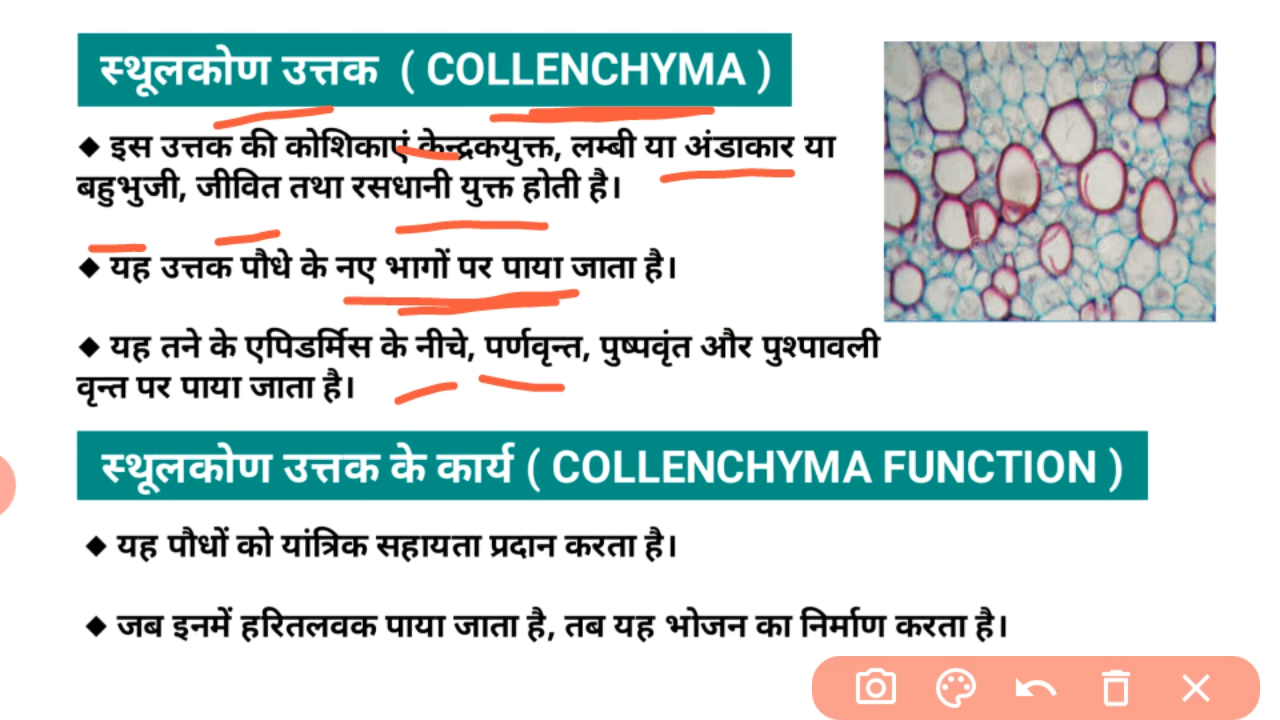 स्थूलकोण उत्तक ( COLLENCHYMA )
◆ इस उत्तक की कोशिकाएं केन्द्रकयुक्त, लम्बी या अंडाकार या
बहुभुजी, जीवित तथा रसधानी युक्त होती है।
◆ यह उत्तक पौधे के नए भागों पर पाया जाता है।
◆ यह तने के एपिडर्मिस के नीचे, पर्णवृन्त, पुष्पवृंत और पुश्पावली
वृन्त पर पाया जाता है।
स्थूलकोण उत्तक के कार्य ( COLLENCHYMA FUNCTION )
◆ यह पौधों को यांत्रिक सहायता प्रदान करता है।
◆ जब इनमें हरितलवक पाया जाता है, तब यह भोजन का निर्माण करता है।